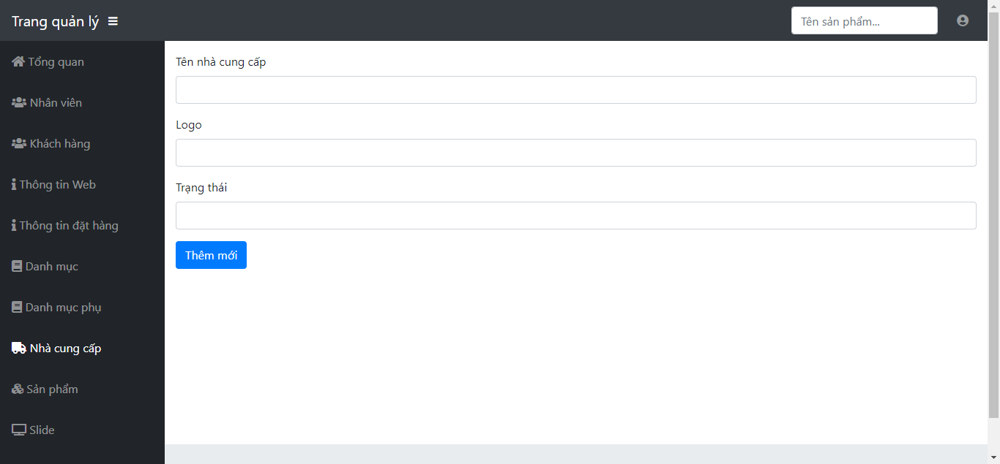 Trang quản lý
Tên sản phẩm...
Tổng quan
Nhân viên
Khách hàng
Thông tin Web
Thông tin đặt hàng
Danh mục
Danh mục phụ
Nhà cung cấp
Sản phẩm
Slide
Tên nhà cung cấp
Logo
Trạng thái
Thêm mới